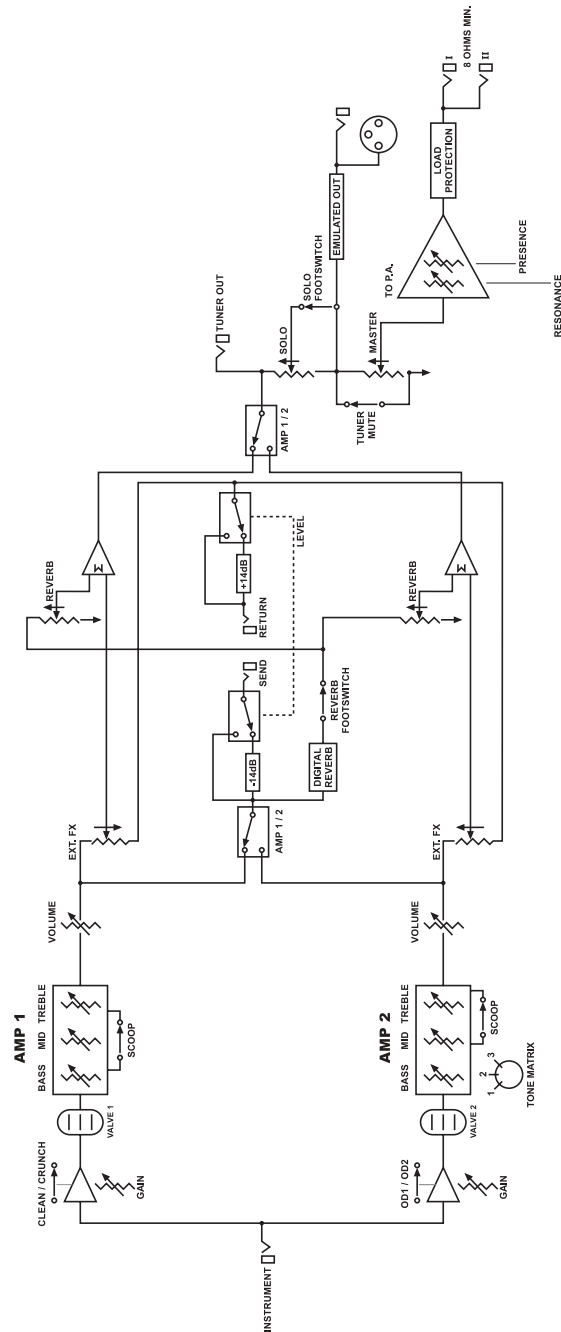 INSTRUMENT
CLEAN / CRUNCH
GAIN
VALVE 1
AMP 1
BASS
MID
TREBLE
SCOOP
VOLUME
EXT. FX
REVERB
OD1 / OD2
GAIN
VALVE 2
AMP 2
BASS
MID
TREBLE
SCOOP
1
2
3
TONE MATRIX
VOLUME
EXT. FX
REVERB
AMP 1 / 2
-14dB
SEND
DIGITAL
REVERB
REVERB
FOOTSWITCH
LEVEL
RETURN
+14dB
Σ
Σ
AMP 1 / 2
TUNER OUT
SOLO
SOLO
FOOTSWITCH
TUNER
MUTE
MASTER
EMULATED OUT
TO P.A.
PRESENCE
RESONANCE
LOAD
PROTECTION
I
II
8 OHMS MIN.